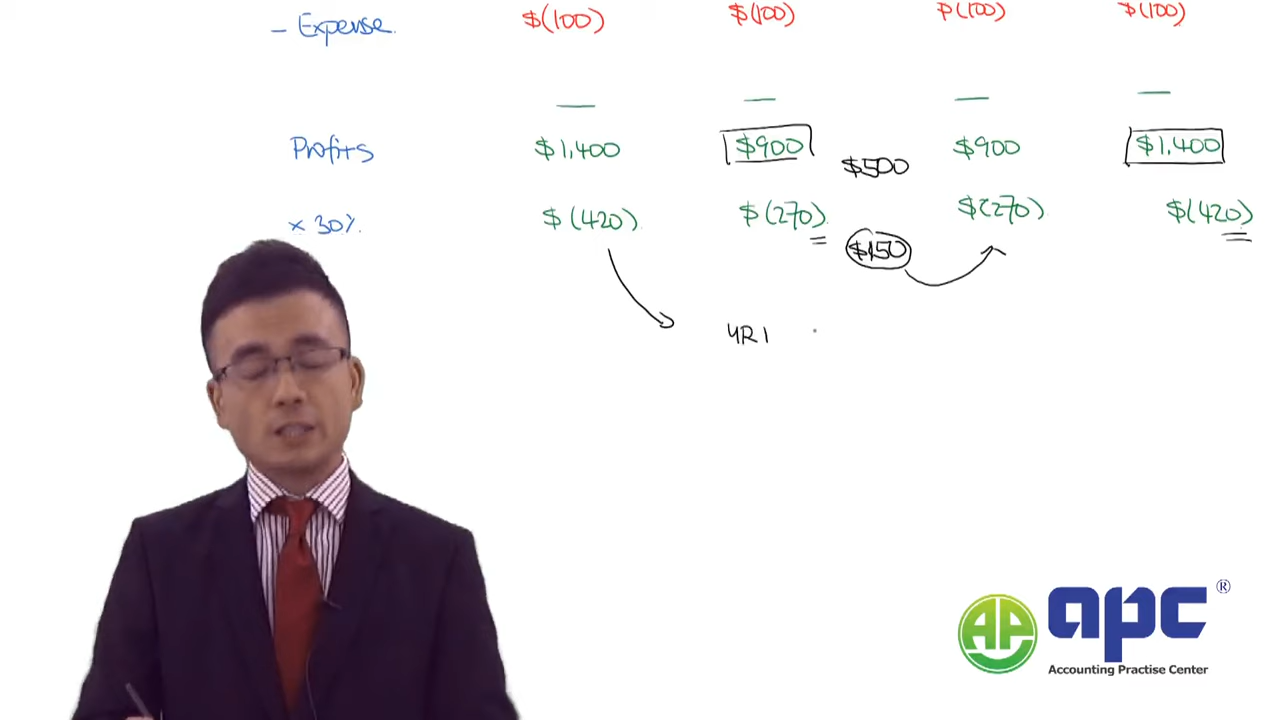 - Expense $(100) $(100) $(100) $(100)
Profits $1,400 $900 $500 $900 $1,400
x 30% $(420) $(270) $150 $(270) $(420)
YR1
AP apc ®
Accounting Practise Center